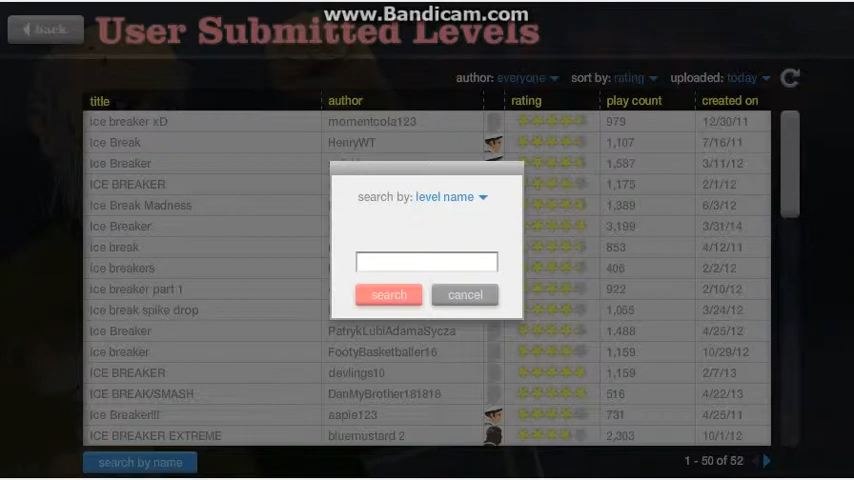 www.Bandicam.com
back
User Submitted Levels
author: everyone sort by: rating uploaded: today
title author rating play count created on
ice breaker xD momentcola123 979 12/30/11
Ice Break HenryWT 1,107 7/16/11
Ice Breaker 1,587 3/11/12
ICE BREAKER 1,175 2/1/12
Ice Break Madness 1,389 6/3/12
Ice Breaker 3,199 3/31/14
Ice break 853 4/12/11
ice breakers 406 2/2/12
Ice breaker part 1 922 2/10/12
Ice break spike drop 1,055 3/24/12
Ice Breaker PatrykLubiAdamaSycza 1,488 4/25/12
Ice breaker FootyBasketballer16 1,159 10/29/12
ICE BREAKER devlings10 1,159 2/7/13
ICE BREAK/SMASH DanMyBrother181818 516 4/22/13
Ice Breaker!!! aapie123 731 4/25/11
ICE BREAKER EXTREME bluemustard 2 2,303 10/1/12
search by: level name
search cancel
search by name
1 - 50 of 52